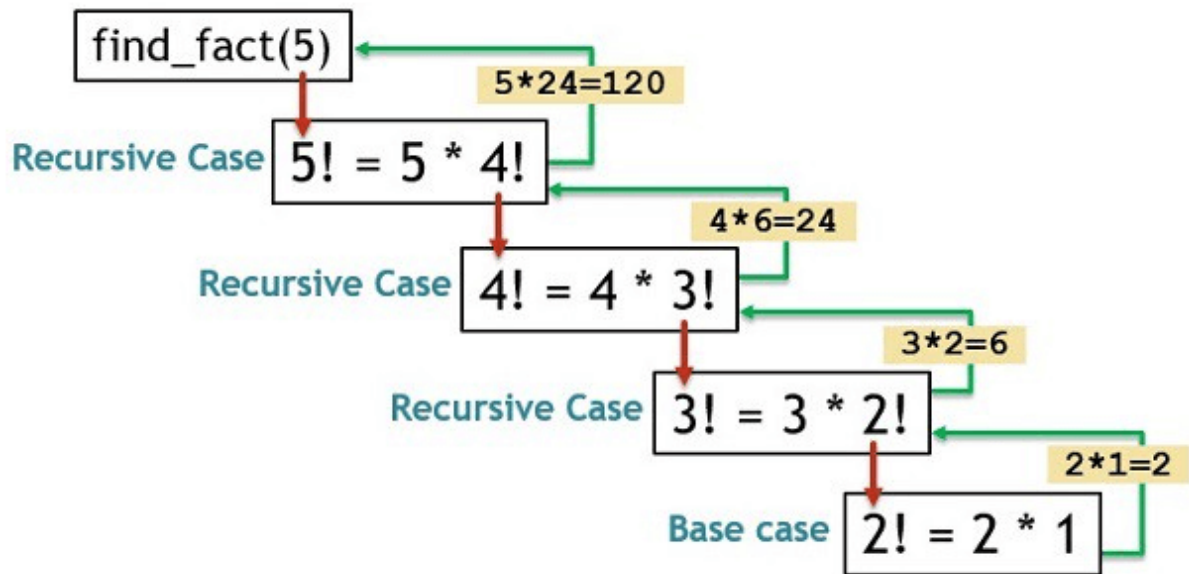 find_fact(5)
5*24=120
Recursive Case
5! = 5 * 4!
4*6=24
Recursive Case
4! = 4 * 3!
3*2=6
Recursive Case
3! = 3 * 2!
2*1=2
Base case
2! = 2 * 1